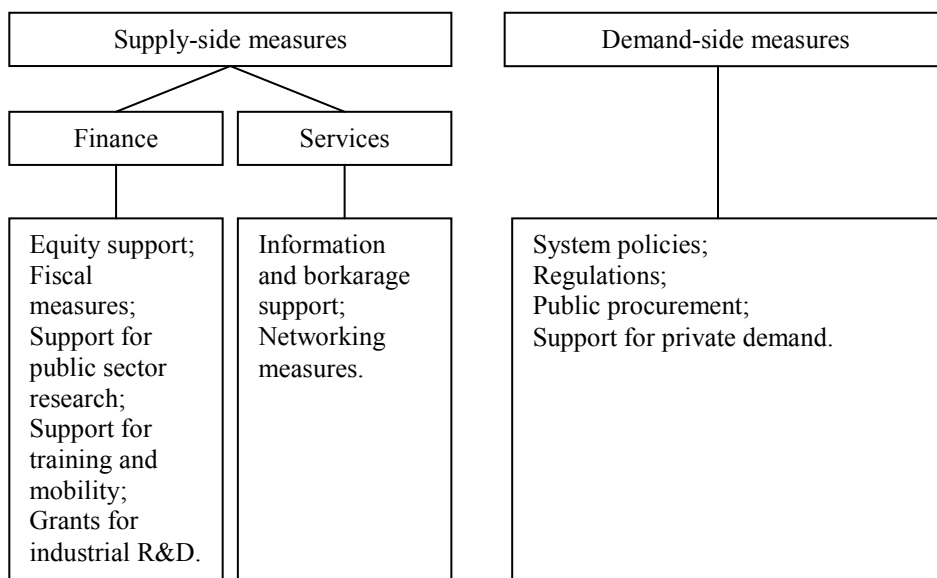 Supply-side measures
Demand-side measures
Finance
Services
Equity support;
Fiscal
measures;
Support for
public sector
research;
Support for
training and
mobility;
Grants for
industrial R&D.
Information
and borkarage
support;
Networking
measures.
System policies;
Regulations;
Public procurement;
Support for private demand.